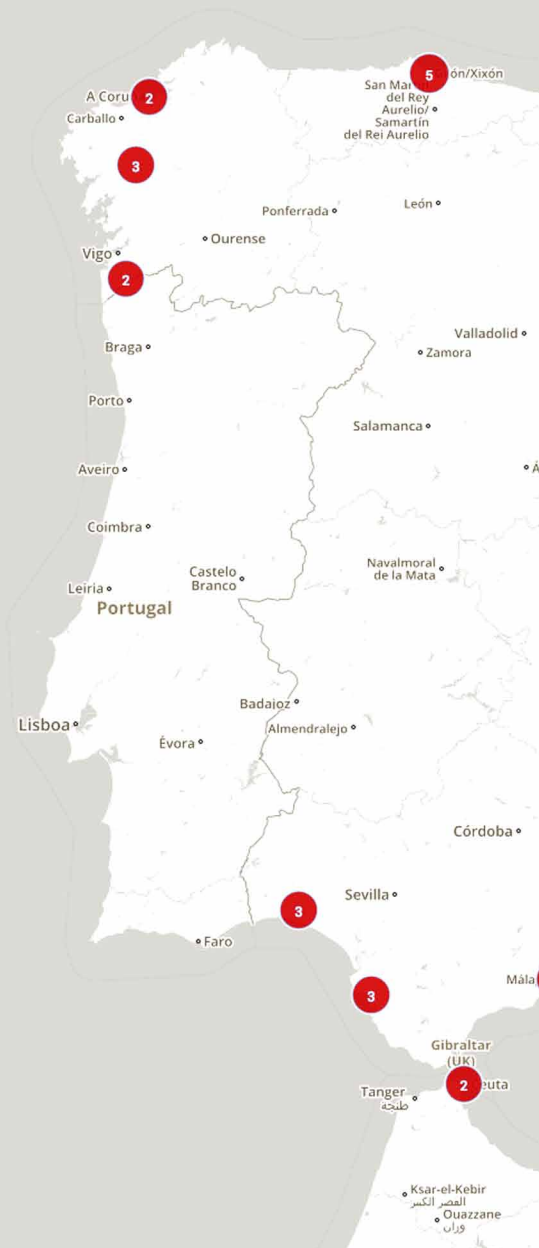 5
San Mar
del Rey
Aurelio/
Samartín
del Rei Aurelio
ón/Xixón
A Coru
2
Carballo
3
León
Ponferrada
Ourense
Vigo
2
Valladolid
Braga
Zamora
Porto
Salamanca
Aveiro
Á
Coimbra
Navalmoral
de la Mata
Castelo
Branco
Leiria
Portugal
Badajoz
Lisboa
Almendralejo
Évora
Córdoba
Sevilla
3
Faro
Mála
3
Gibraltar
(UK)
2
euta
Tanger
طنجة
Ksar-el-Kebir
القصر الكبير
Ouazzane
وزان